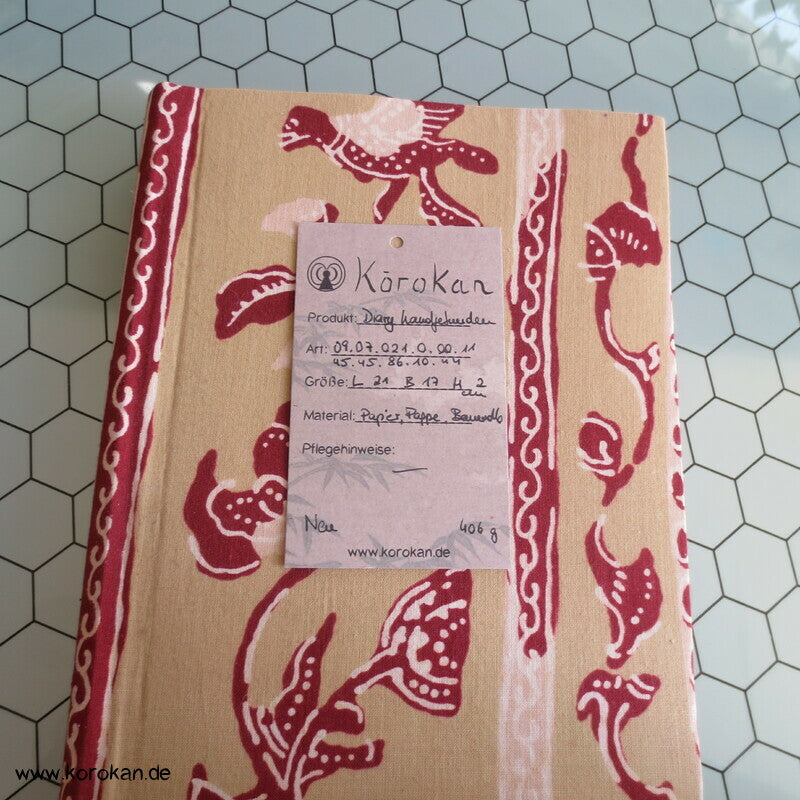 Korokan
Produkt: Diary handgebunden
Art: 09.07.021.0.00.11
45.45.86.10.44
Größe: L 21 B 17 H 2
cm
Material: Papier, Pappe, Baumwolle
Pflegehinweise: —
Neu 406 g
www.korokan.de
www.korokan.de